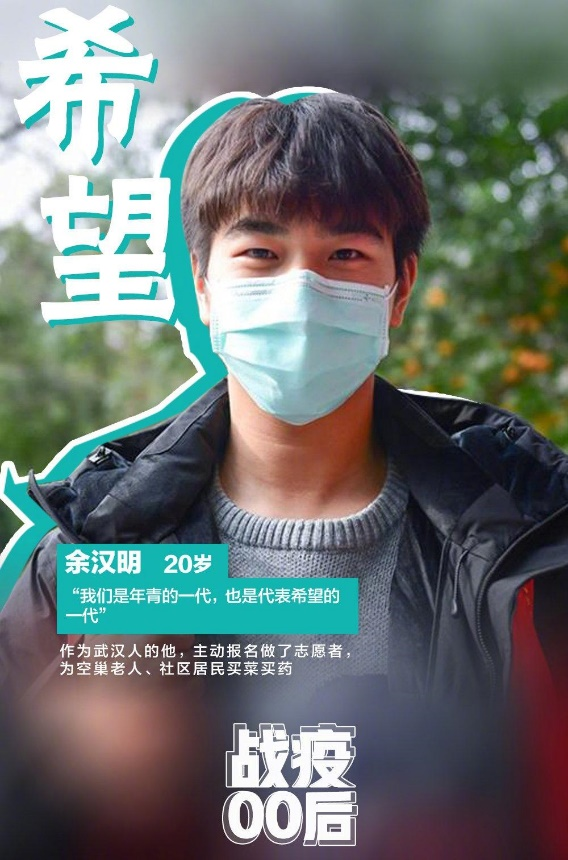 希望
余汉明 20岁
“我们是年青的一代，也是代表希望的
一代”
作为武汉人的他，主动报名做了志愿者，
为空巢老人、社区居民买菜买药
战疫
00后